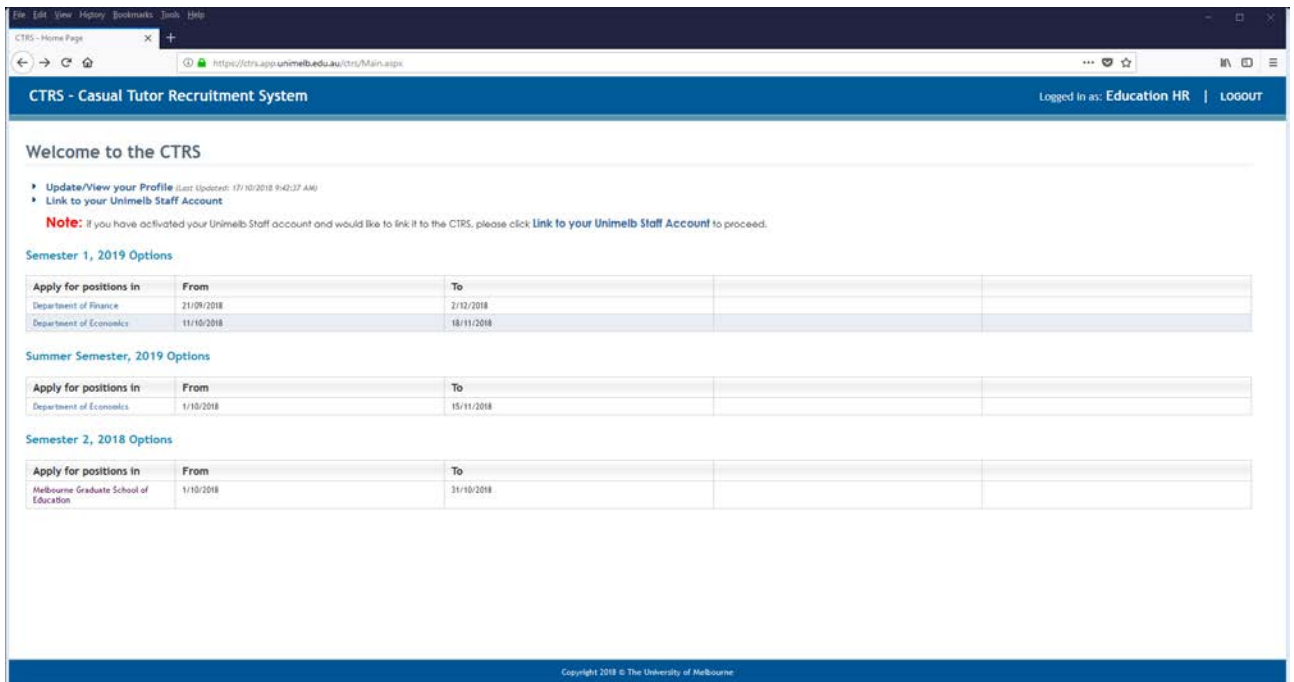 File Edit View History Bookmarks Tools Help
CTRS - Home Page
https://ctrs.app.unimelb.edu.au/ctrs/Main.aspx
CTRS - Casual Tutor Recruitment System
Logged in as: Education HR | LOGOUT
Welcome to the CTRS
Update/View your Profile (Last Updated: 17/10/2018 9:42:37 AM)
Link to your Unimelb Staff Account
Note: If you have activated your Unimelb Staff account and would like to link it to the CTRS, please click Link to your Unimelb Staff Account to proceed.
Semester 1, 2019 Options
Apply for positions in From To
Department of Finance 21/09/2018 2/12/2018
Department of Economics 11/10/2018 18/11/2018
Summer Semester, 2019 Options
Apply for positions in From To
Department of Economics 1/10/2018 15/11/2018
Semester 2, 2018 Options
Apply for positions in From To
Melbourne Graduate School of 1/10/2018 31/10/2018
Education
Copyright 2018 © The University of Melbourne